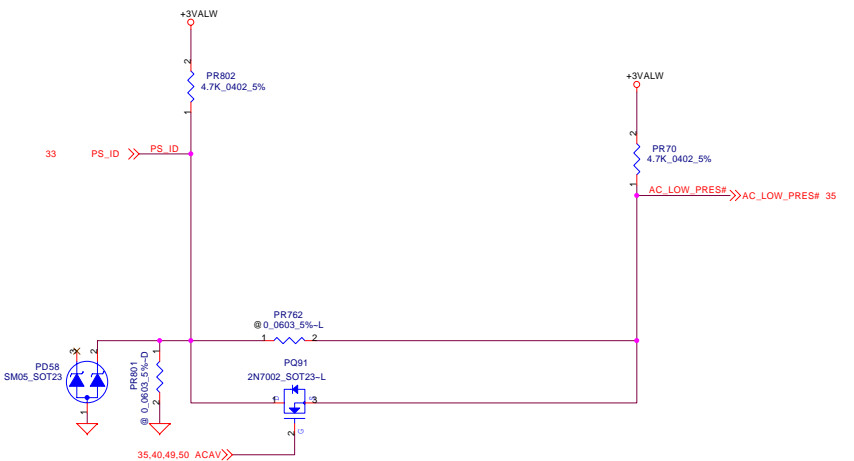 +3VALW
2
PR802
4.7K_0402_5%
1
+3VALW
2
PR70
4.7K_0402_5%
1
33 PS_ID PS_ID
AC_LOW_PRES# AC_LOW_PRES# 35
PR762
@0_0603_5%~L
1 2
3 2
PD58
SM05_SOT23
1
1
PR801
@ 0_0603_5%~D
2
PQ91
2N7002_SOT23~L
1 D S 3
G
2
35,40,49,50 ACAV